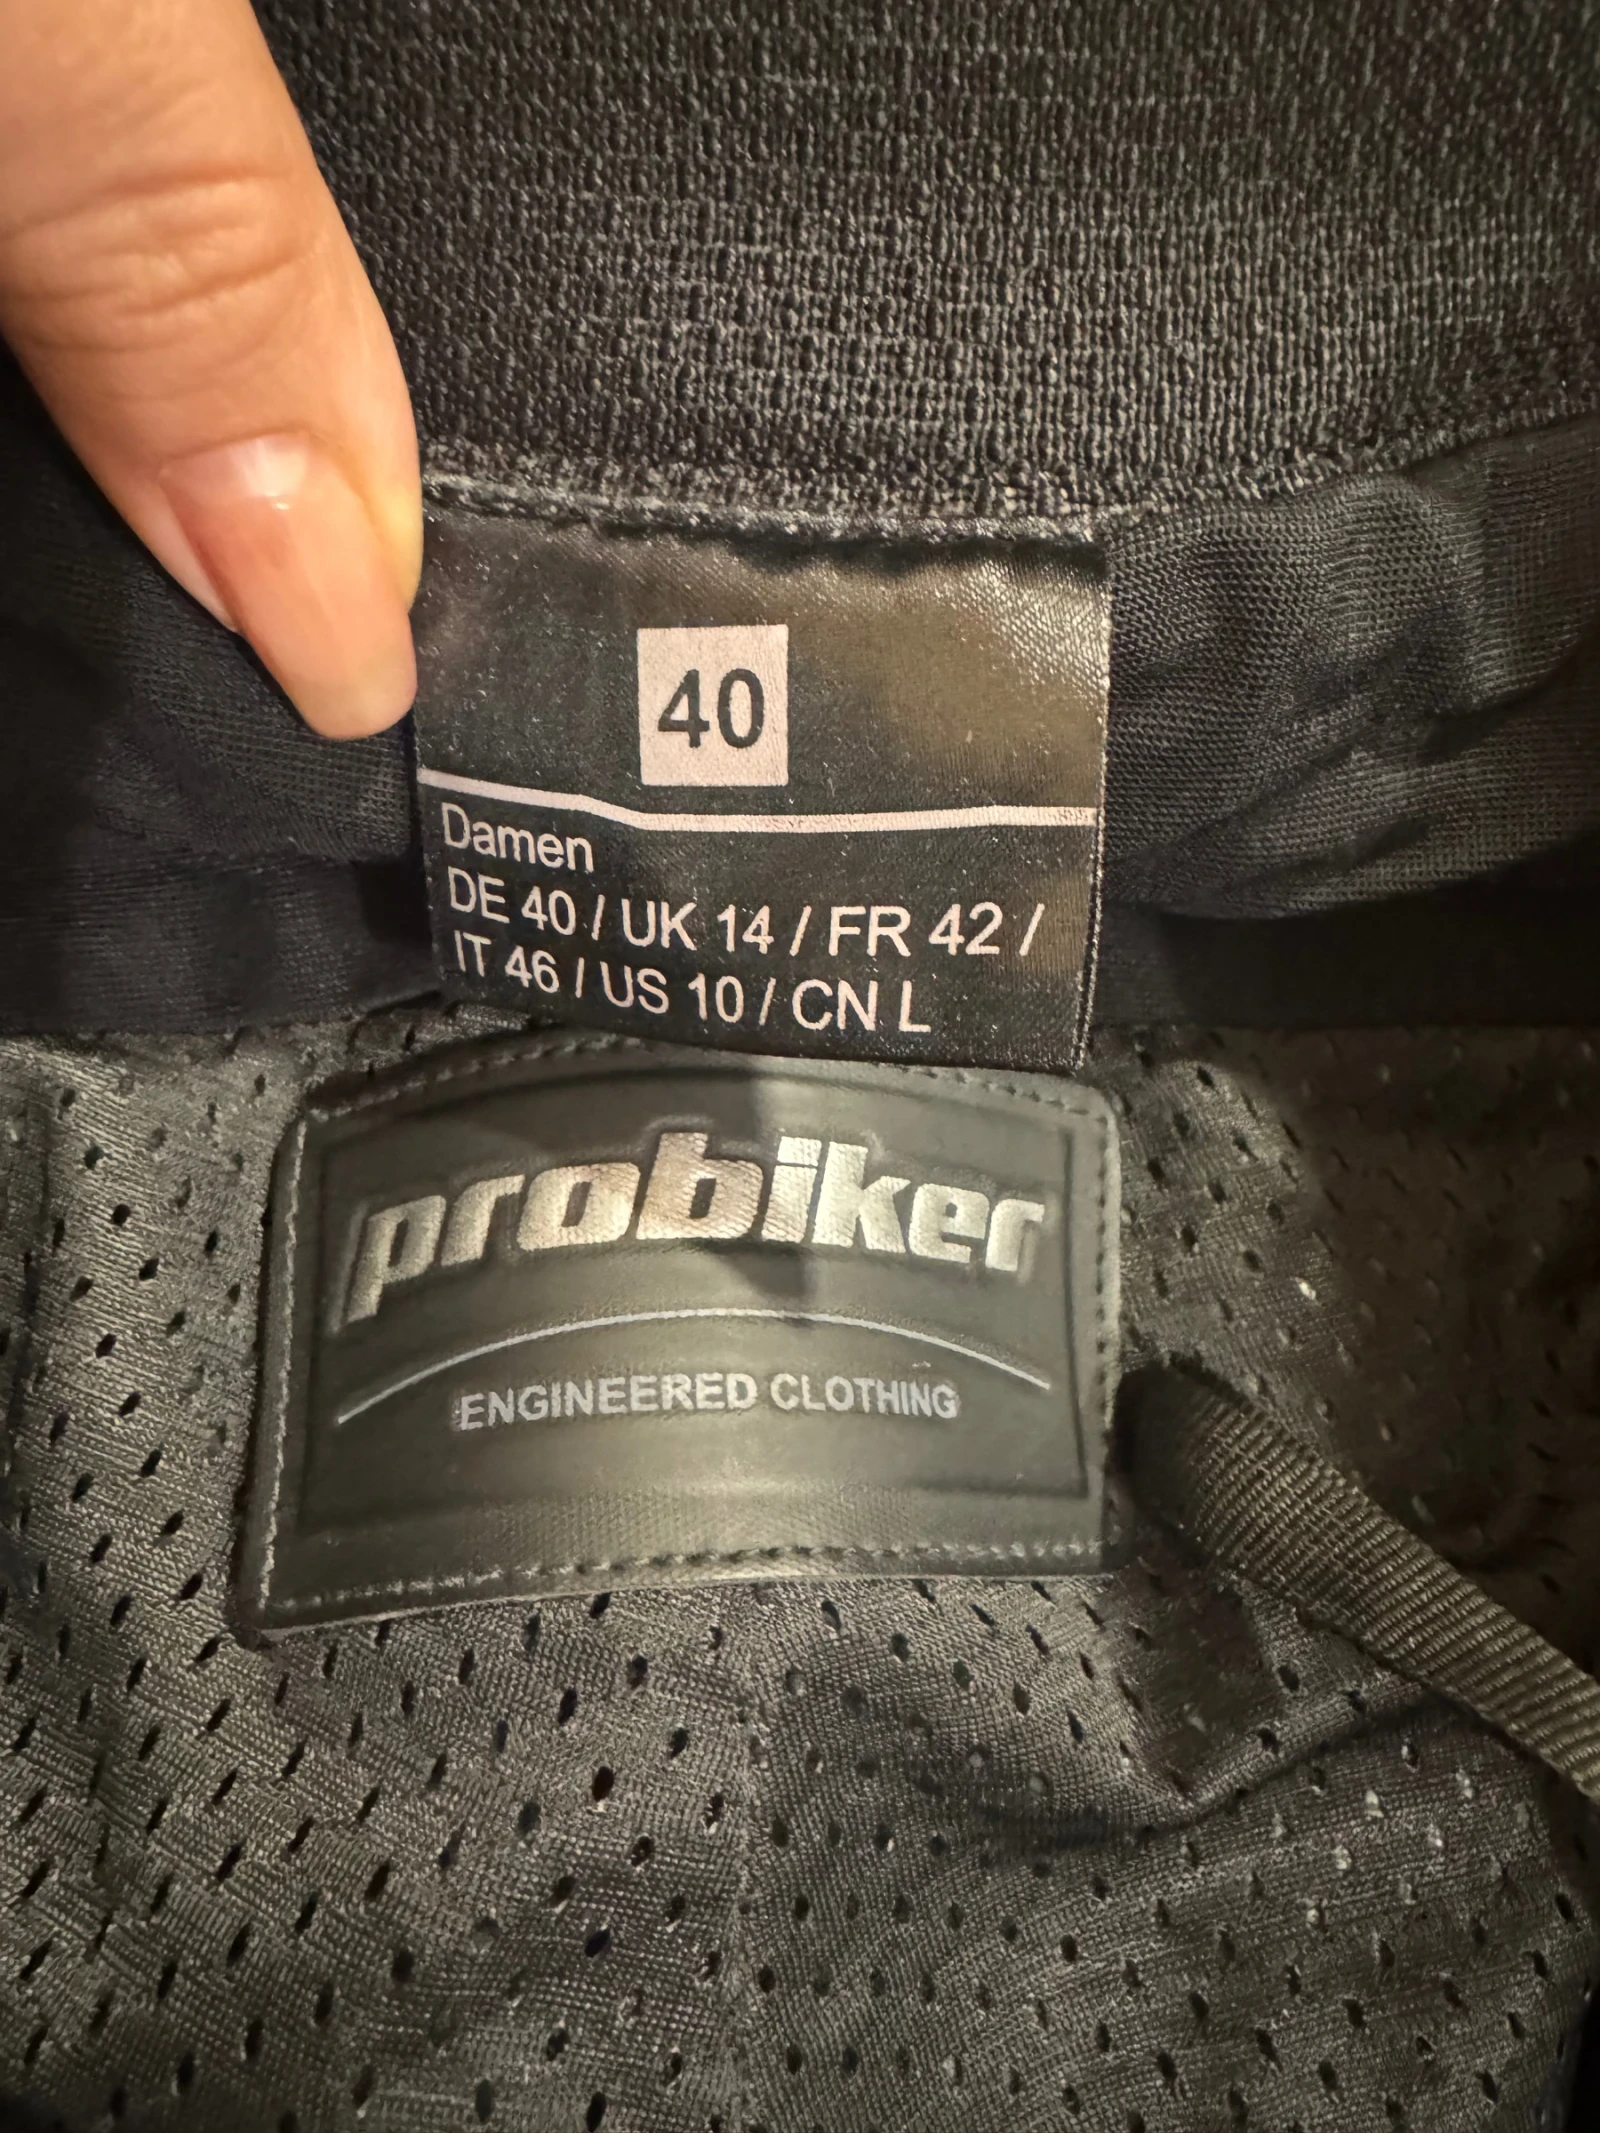 40
Damen
DE 40 / UK 14 / FR 42 /
IT 46 / US 10 / CN L
probiker
ENGINEERED CLOTHING